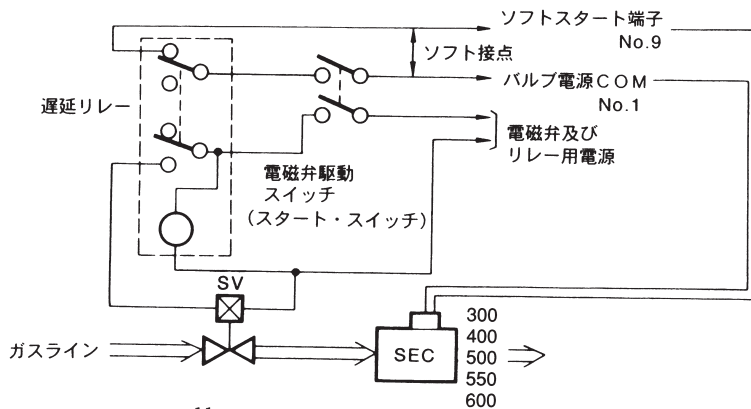 ソフトスタート端子
No.9
ソフト接点
バルブ電源COM
No.1
遅延リレー
電磁弁及び
リレー用電源
電磁弁駆動
スイッチ
(スタート・スイッチ)
SV
ガスライン
SEC
300
400
500
550
600